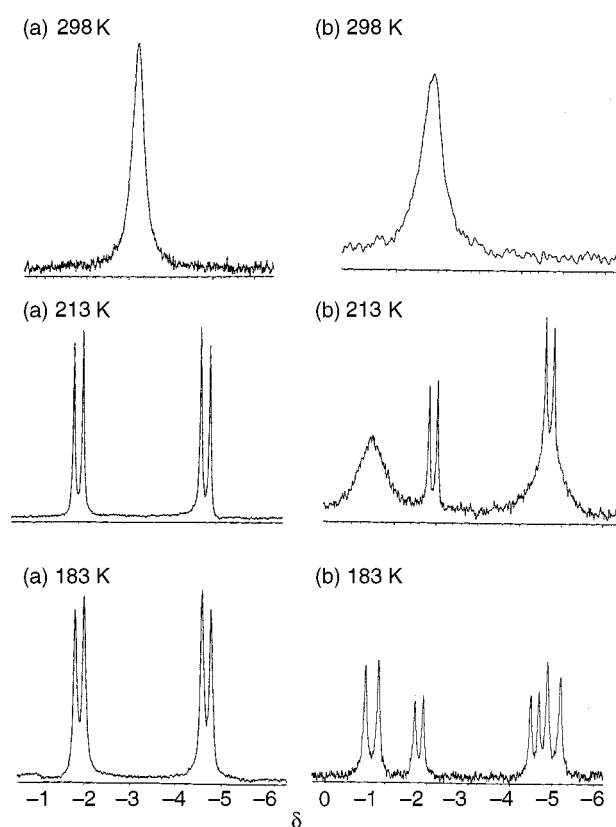 (a) 298 K
(b) 298 K
(a) 213 K
(b) 213 K
(a) 183 K
(b) 183 K
–1 –2 –3 –4 –5 –6
0 –1 –2 –3 –4 –5 –6
δ